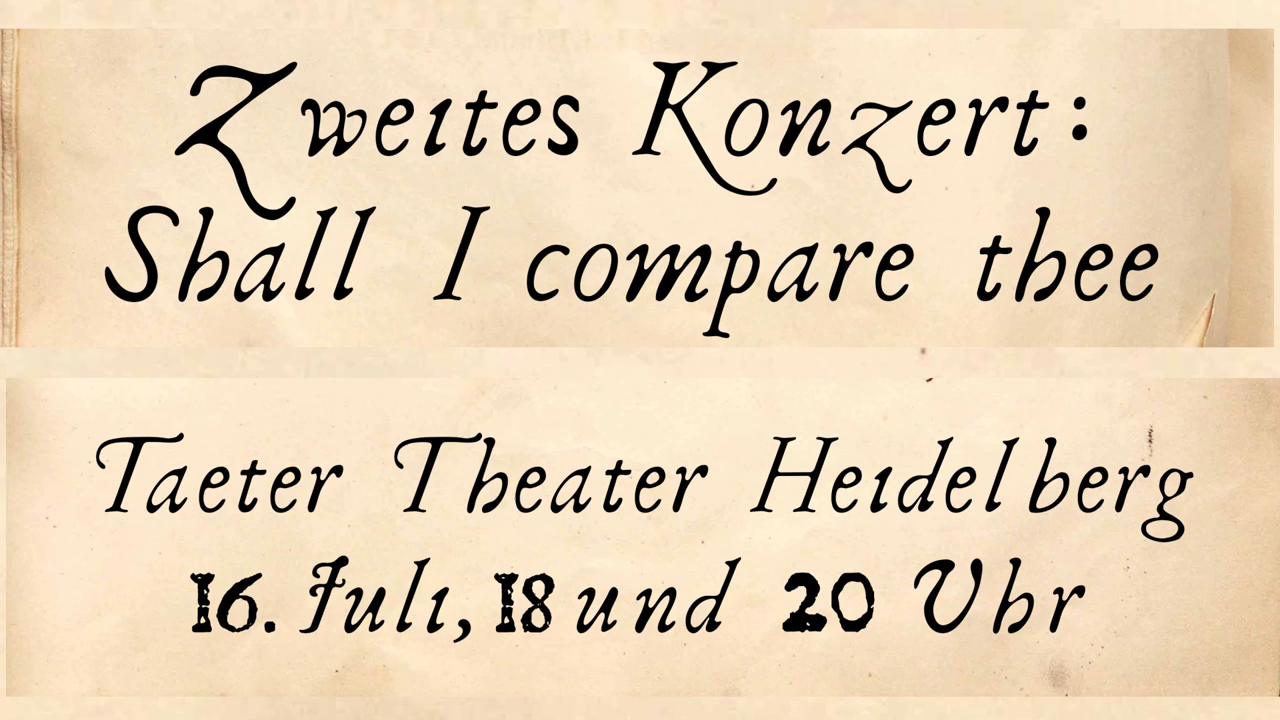 Zweites Konzert:
Shall I compare thee
Taeter Theater Heidelberg
16. Juli, 18 und 20 Uhr